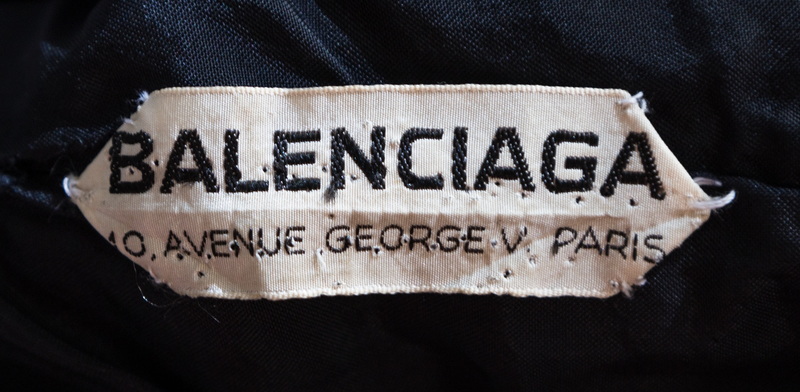 BALENCIAGA
10, AVENUE GEORGE V PARIS